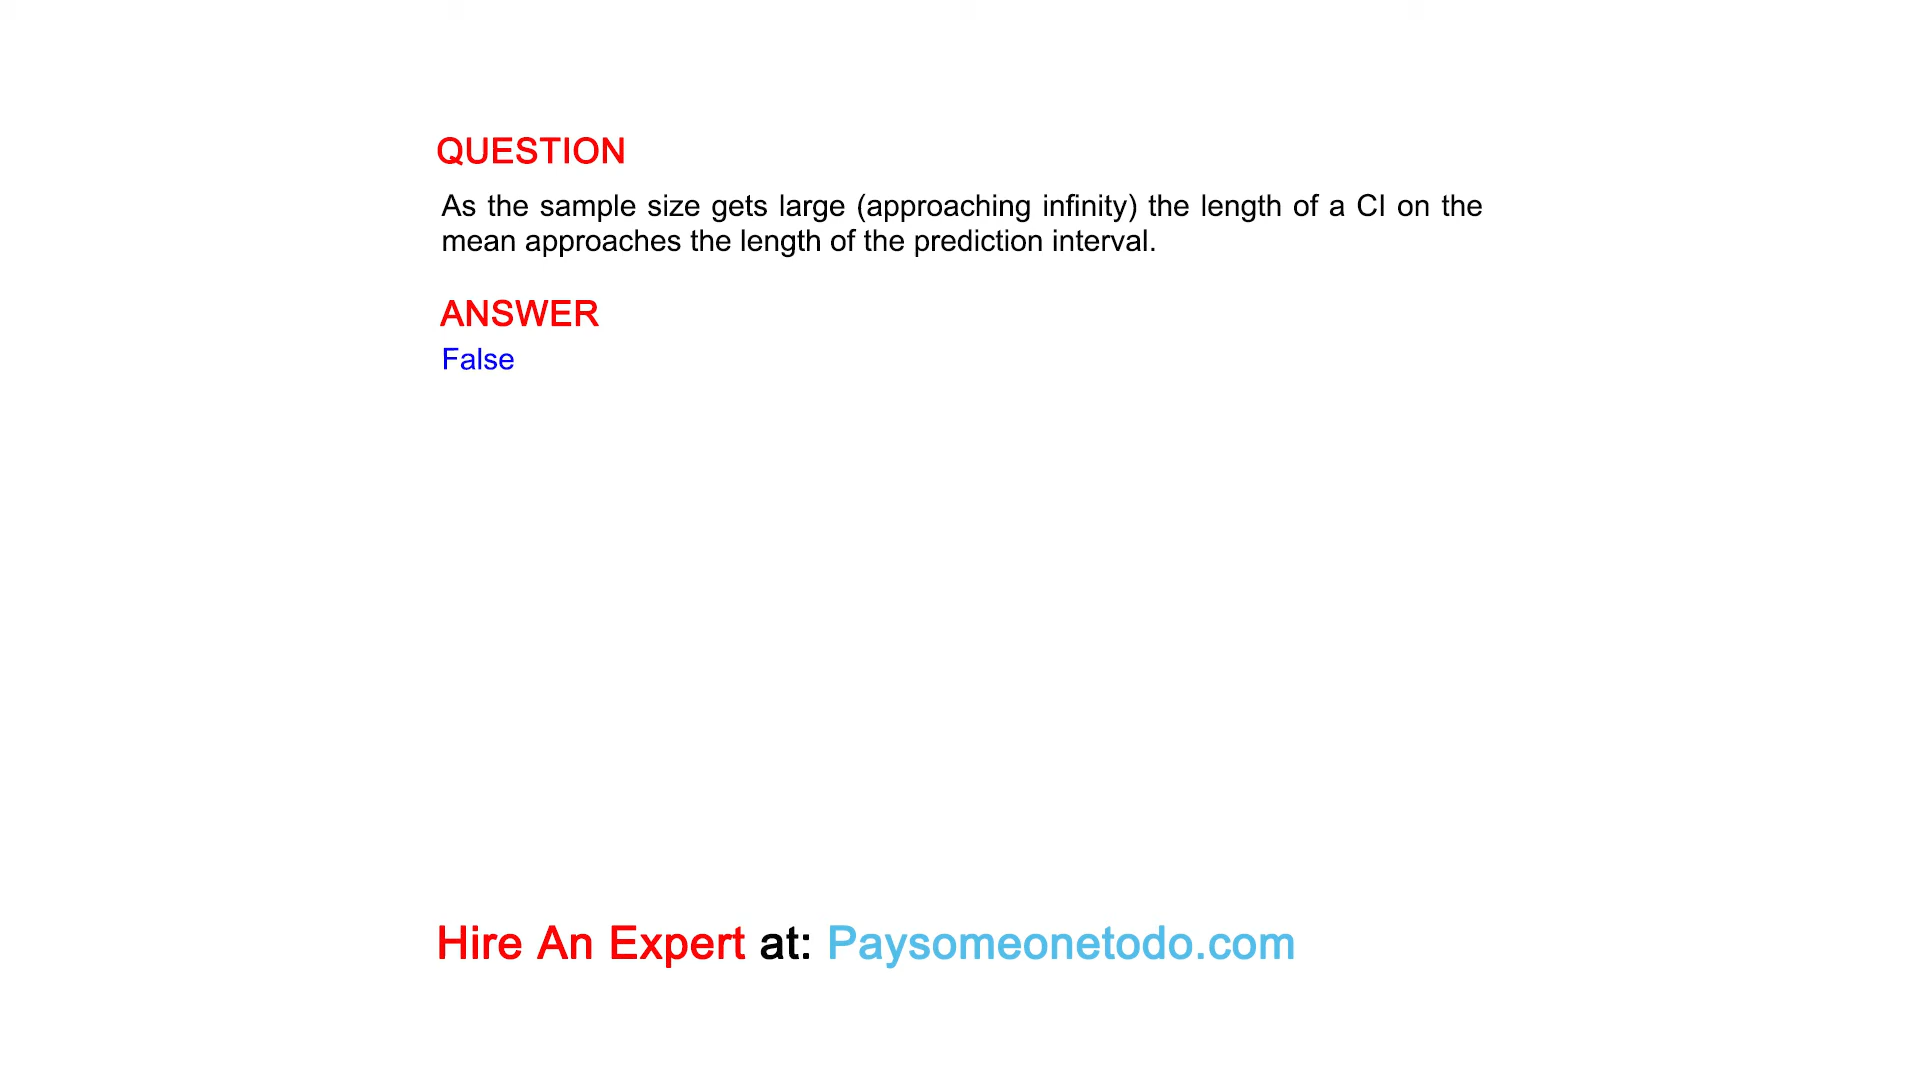 QUESTION
As the sample size gets large (approaching infinity) the length of a CI on the
mean approaches the length of the prediction interval.
ANSWER
False
Hire An Expert at: Paysomeonetodo.com